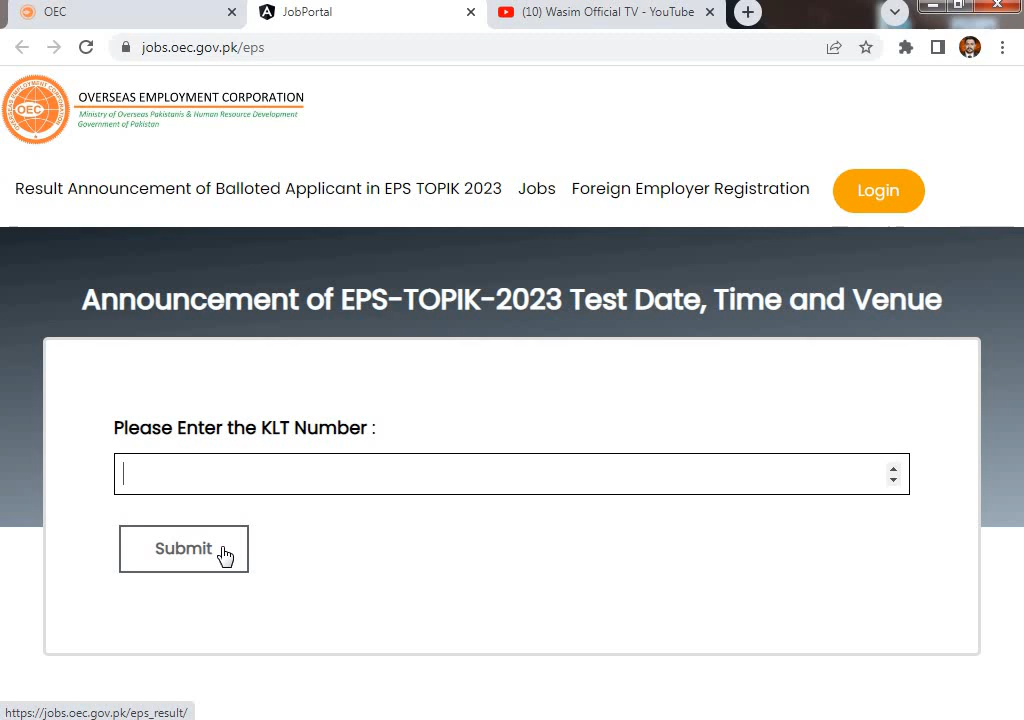 OEC
JobPortal
(10) Wasim Official TV - YouTube
jobs.oec.gov.pk/eps
OEC
OVERSEAS EMPLOYMENT CORPORATION
Ministry of Overseas Pakistanis & Human Resource Development
Government of Pakistan
Result Announcement of Balloted Applicant in EPS TOPIK 2023 Jobs Foreign Employer Registration Login
Announcement of EPS-TOPIK-2023 Test Date, Time and Venue
Please Enter the KLT Number :
Submit
https://jobs.oec.gov.pk/eps_result/